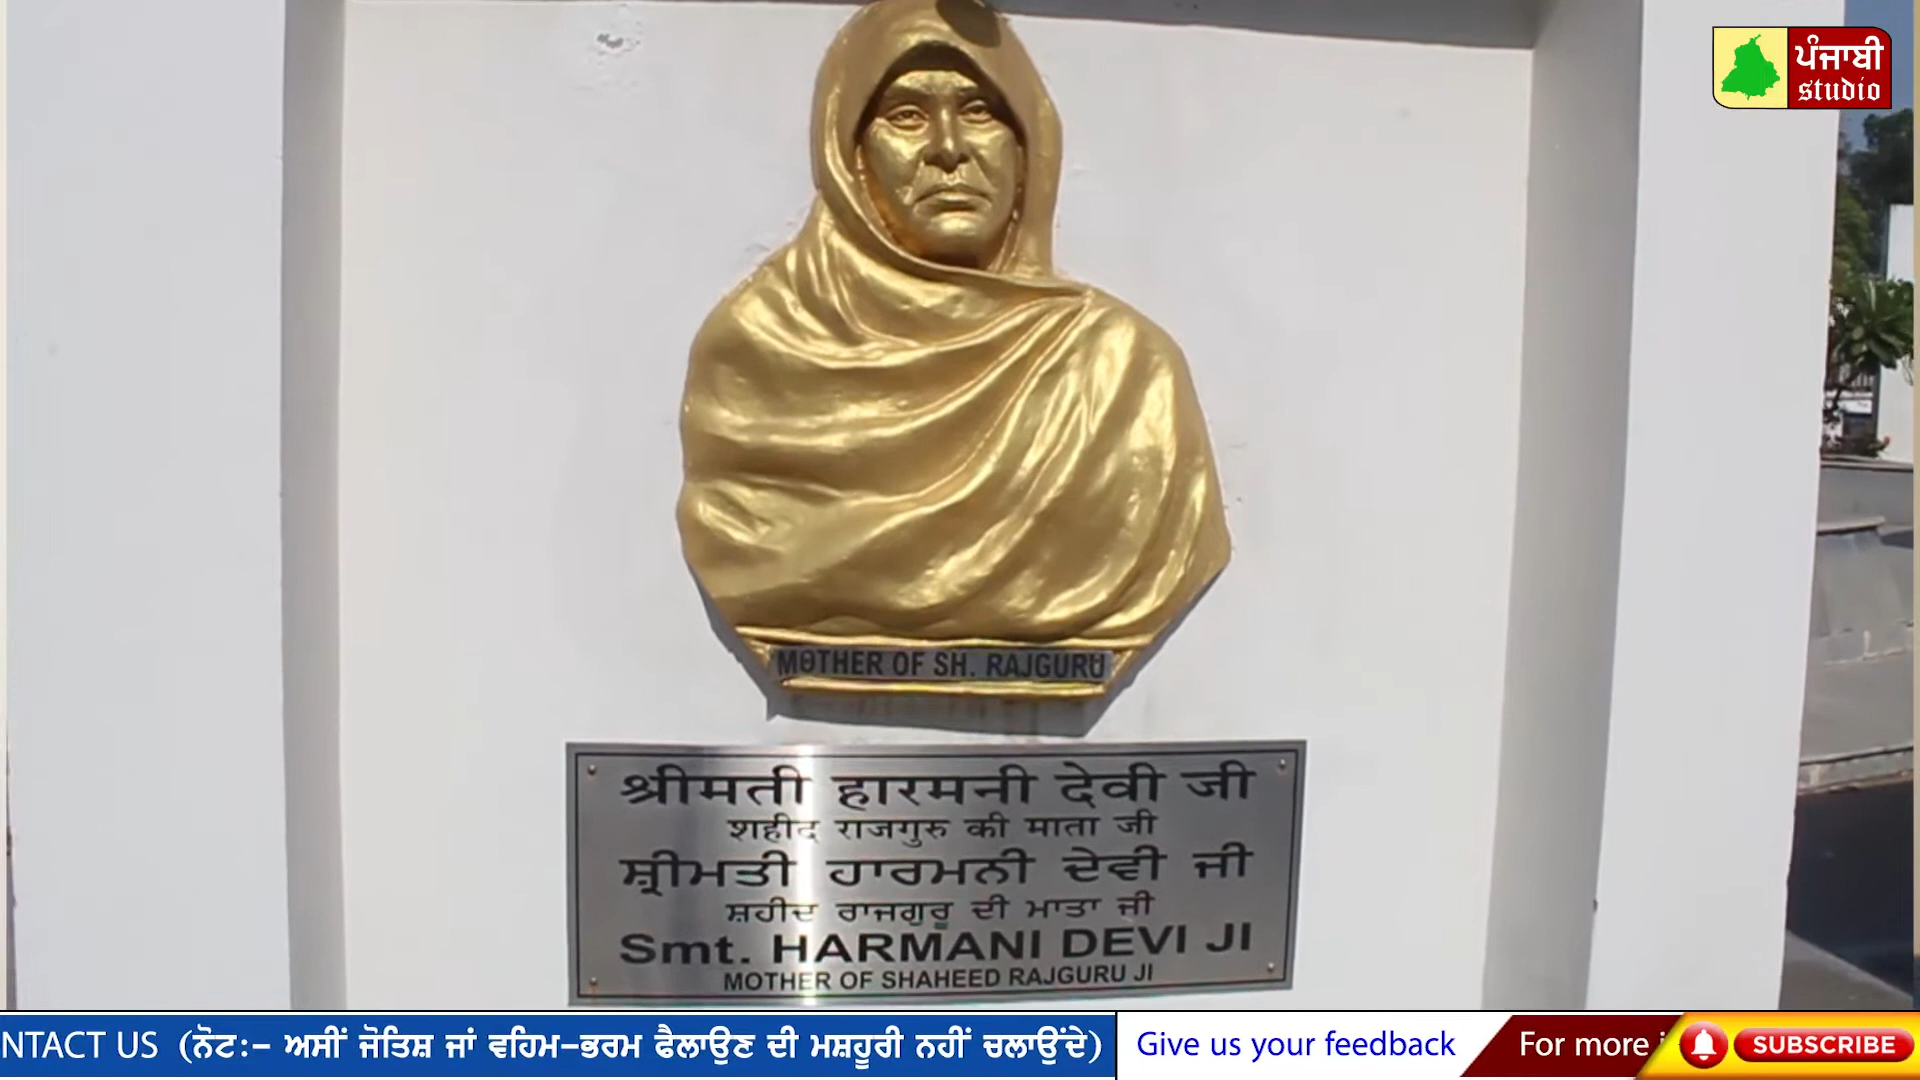 ਪੰਜਾਬੀ
studio
MOTHER OF SH. RAJGURU
श्रीमती हारमनी देवी जी
शहीद राजगुरु की माता जी
ਸ਼੍ਰੀਮਤੀ ਹਾਰਮਨੀ ਦੇਵੀ ਜੀ
ਸ਼ਹੀਦ ਰਾਜਗੁਰੂ ਦੀ ਮਾਤਾ ਜੀ
Smt. HARMANI DEVI JI
MOTHER OF SHAHEED RAJGURU JI
NTACT US (ਨੋਟ:- ਅਸੀਂ ਜੋਤਿਸ਼ ਜਾਂ ਵਹਿਮ-ਭਰਮ ਫੈਲਾਉਣ ਦੀ ਮਸ਼ਹੂਰੀ ਨਹੀਂ ਚਲਾਉਂਦੇ) Give us your feedback For more SUBSCRIBE